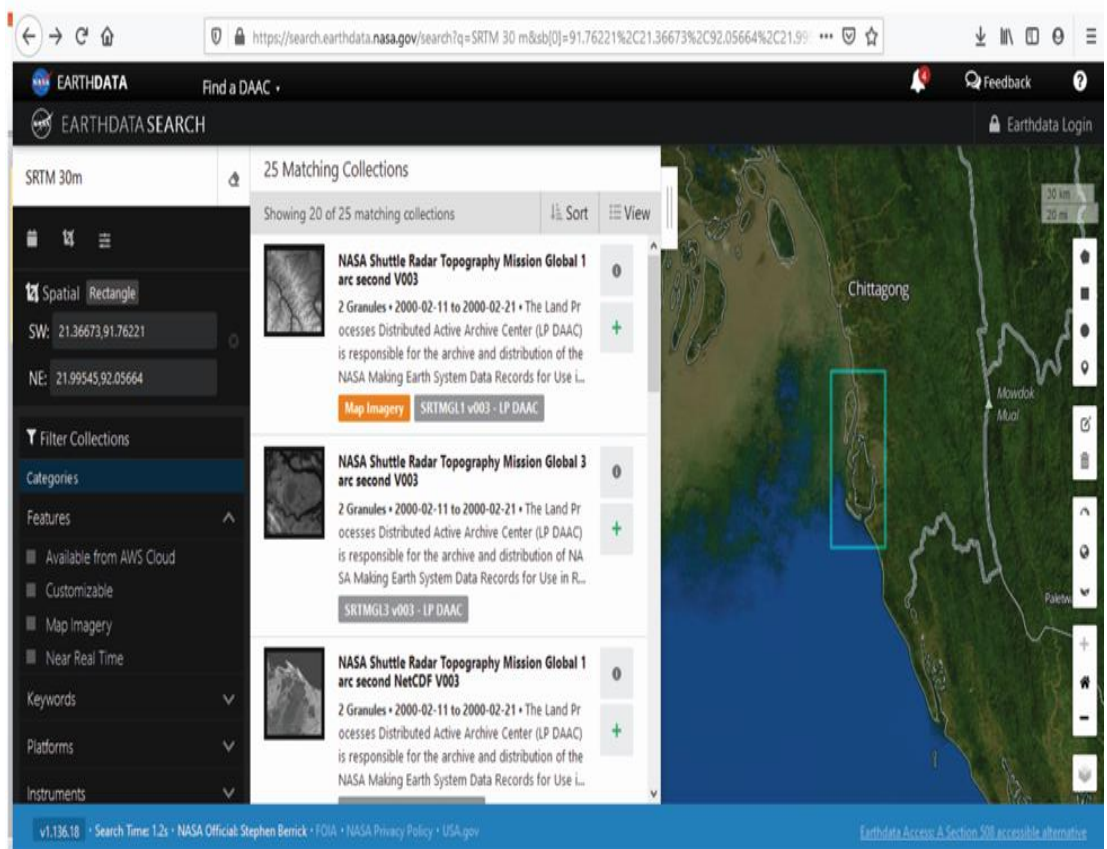 https://search.earthdata.nasa.gov/search?q=SRTM 30 m&sb[0]=91.76221%2C21.36673%2C92.05664%2C21.99
EARTHDATA
Find a DAAC
4
Feedback
?
EARTHDATA SEARCH
Earthdata Login
SRTM 30m
25 Matching Collections
Showing 20 of 25 matching collections
Sort
View
Spatial Rectangle
SW: 21.36673,91.76221
NE: 21.99545,92.05664
Filter Collections
Categories
Features
Available from AWS Cloud
Customizable
Map Imagery
Near Real Time
Keywords
Platforms
Instruments
NASA Shuttle Radar Topography Mission Global 1
arc second V003
2 Granules • 2000-02-11 to 2000-02-21 • The Land Pr
ocesses Distributed Active Archive Center (LP DAAC)
is responsible for the archive and distribution of the
NASA Making Earth System Data Records for Use i...
Map Imagery
SRTMGL1 v003 - LP DAAC
NASA Shuttle Radar Topography Mission Global 3
arc second V003
2 Granules • 2000-02-11 to 2000-02-21 • The Land Pr
ocesses Distributed Active Archive Center (LP DAAC)
is responsible for the archive and distribution of NA
SA Making Earth System Data Records for Use in R...
SRTMGL3 v003 - LP DAAC
NASA Shuttle Radar Topography Mission Global 1
arc second NetCDF V003
2 Granules • 2000-02-11 to 2000-02-21 • The Land Pr
ocesses Distributed Active Archive Center (LP DAAC)
is responsible for the archive and distribution of the
NASA Making Earth System Data Records for Use i...
30 km
20 mi
Chittagong
Mowdok
Mual
Paletw
v1.136.18 • Search Time: 1.2s • NASA Official: Stephen Berrick • FOIA • NASA Privacy Policy • USA.gov
Earthdata Access: A Section 508 accessible alternative